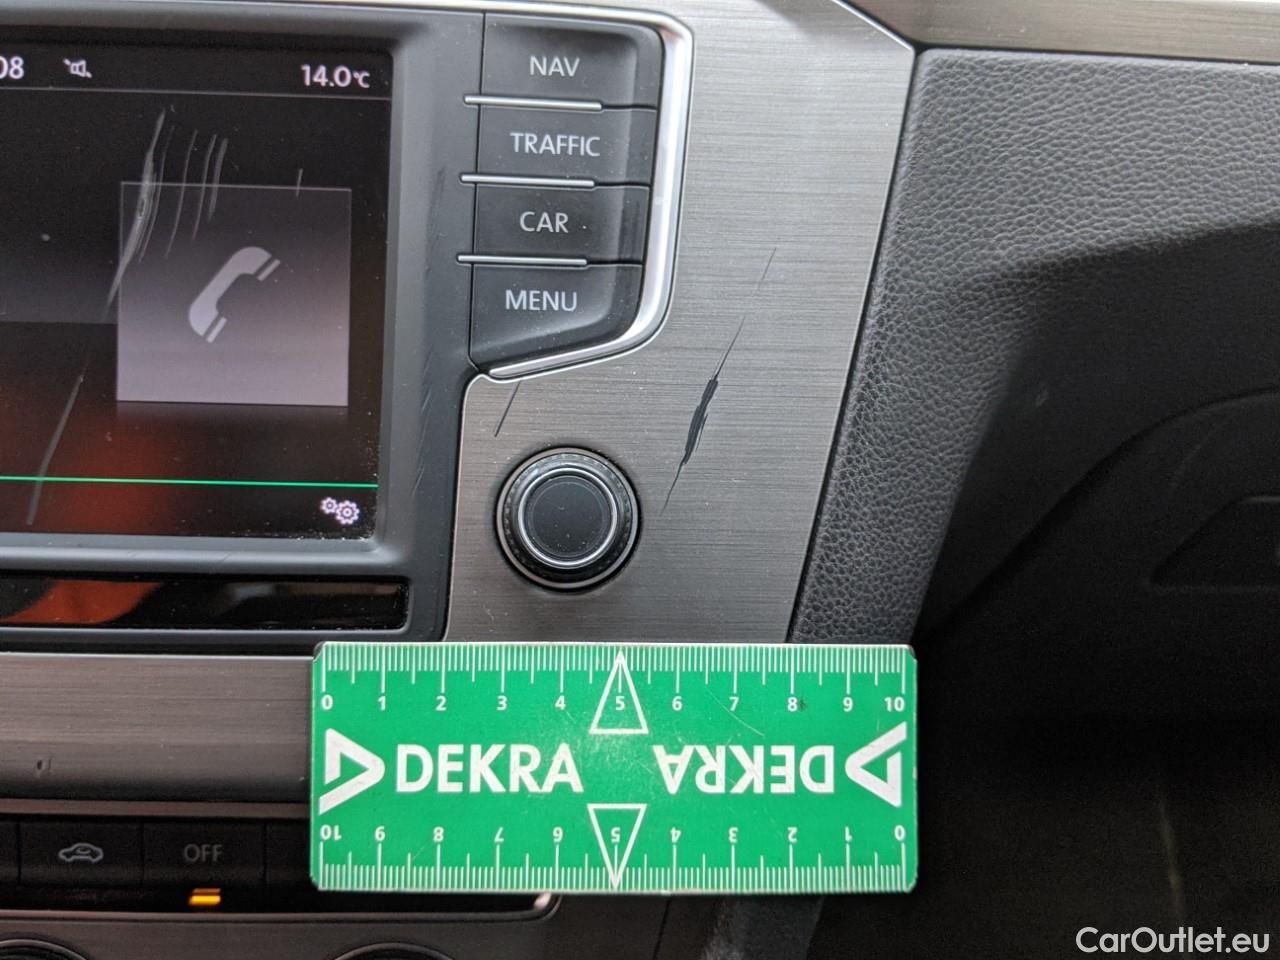 08
14.0°C
NAV
TRAFFIC
CAR
MENU
0 1 2 3 4 5 6 7 8 9 10
DEKRA DEKRA
10 9 8 7 6 5 4 3 2 1 0
OFF
CarOutlet.eu